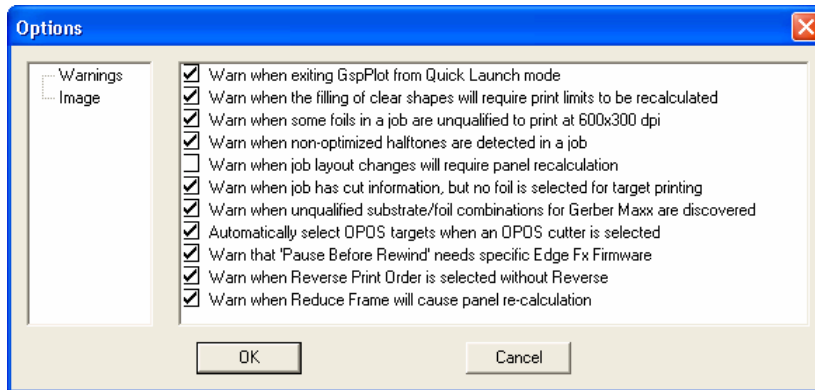 Options
Warnings
Image
Warn when exiting GspPlot from Quick Launch mode
Warn when the filling of clear shapes will require print limits to be recalculated
Warn when some foils in a job are unqualified to print at 600x300 dpi
Warn when non-optimized halftones are detected in a job
Warn when job layout changes will require panel recalculation
Warn when job has cut information, but no foil is selected for target printing
Warn when unqualified substrate/foil combinations for Gerber Maxx are discovered
Automatically select OPOS targets when an OPOS cutter is selected
Warn that 'Pause Before Rewind' needs specific Edge Fx Firmware
Warn when Reverse Print Order is selected without Reverse
Warn when Reduce Frame will cause panel re-calculation
OK
Cancel